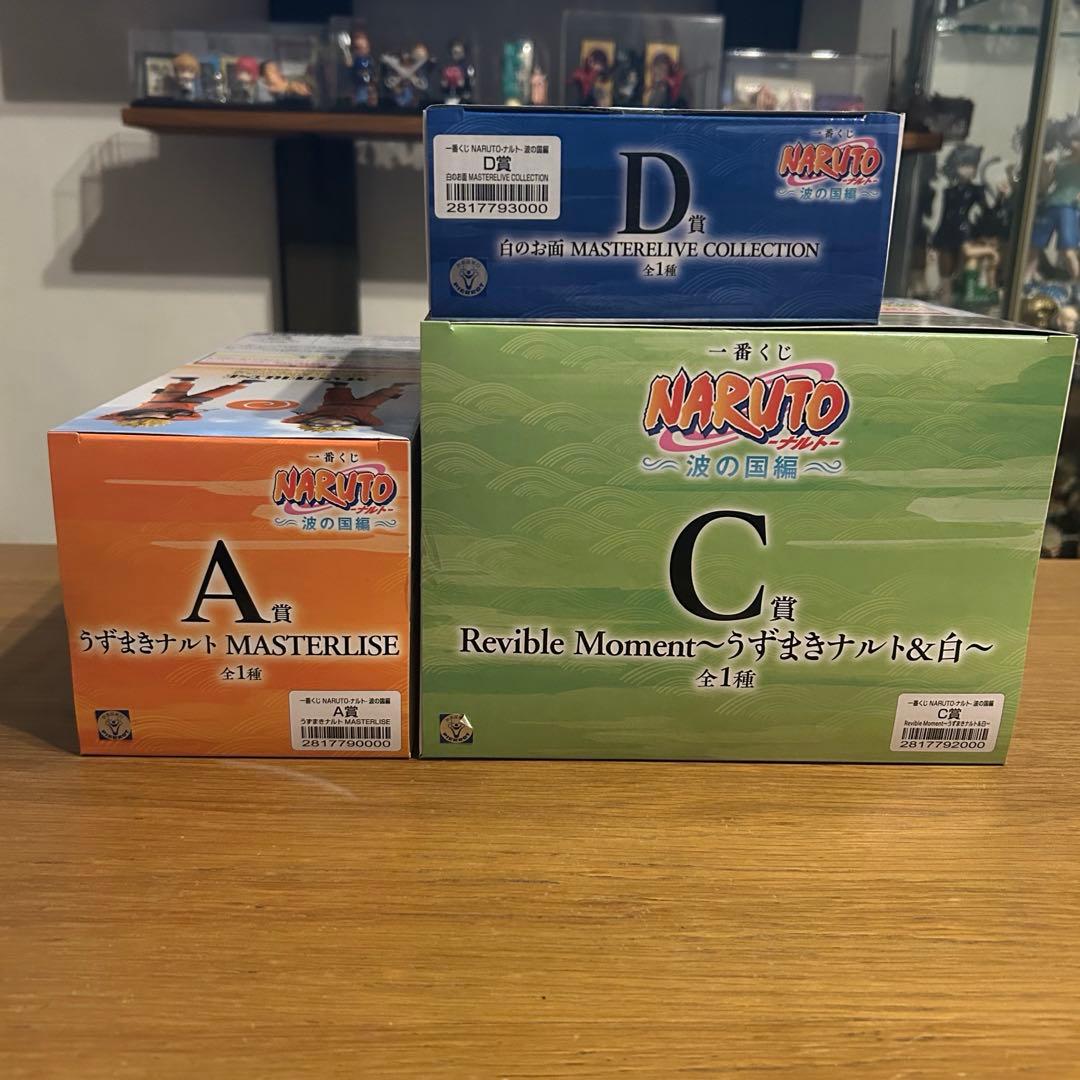 一番くじ NARUTO-ナルト- 波の国編
D賞
白のお面 MASTERELIVE COLLECTION
2817793000
一番くじ
NARUTO
-ナルト-
波の国編
D賞
白のお面 MASTERELIVE COLLECTION
全1種
一番くじ
NARUTO
-ナルト-
波の国編
A賞
うずまきナルト MASTERLISE
全1種
一番くじ NARUTO-ナルト- 波の国編
A賞
うずまきナルト MASTERLISE
2817790000
一番くじ
NARUTO
-ナルト-
波の国編
C賞
Revible Moment～うずまきナルト&白～
全1種
一番くじ NARUTO-ナルト- 波の国編
C賞
Revible Moment～うずまきナルト&白～
2817792000